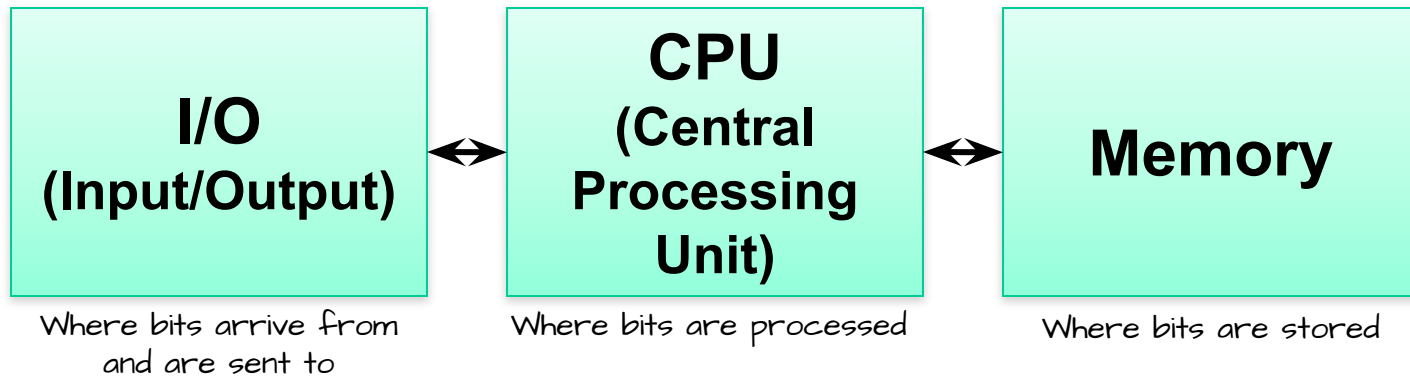 I/O
(Input/Output)
Where bits arrive from
and are sent to
CPU
(Central
Processing
Unit)
Where bits are processed
Memory
Where bits are stored